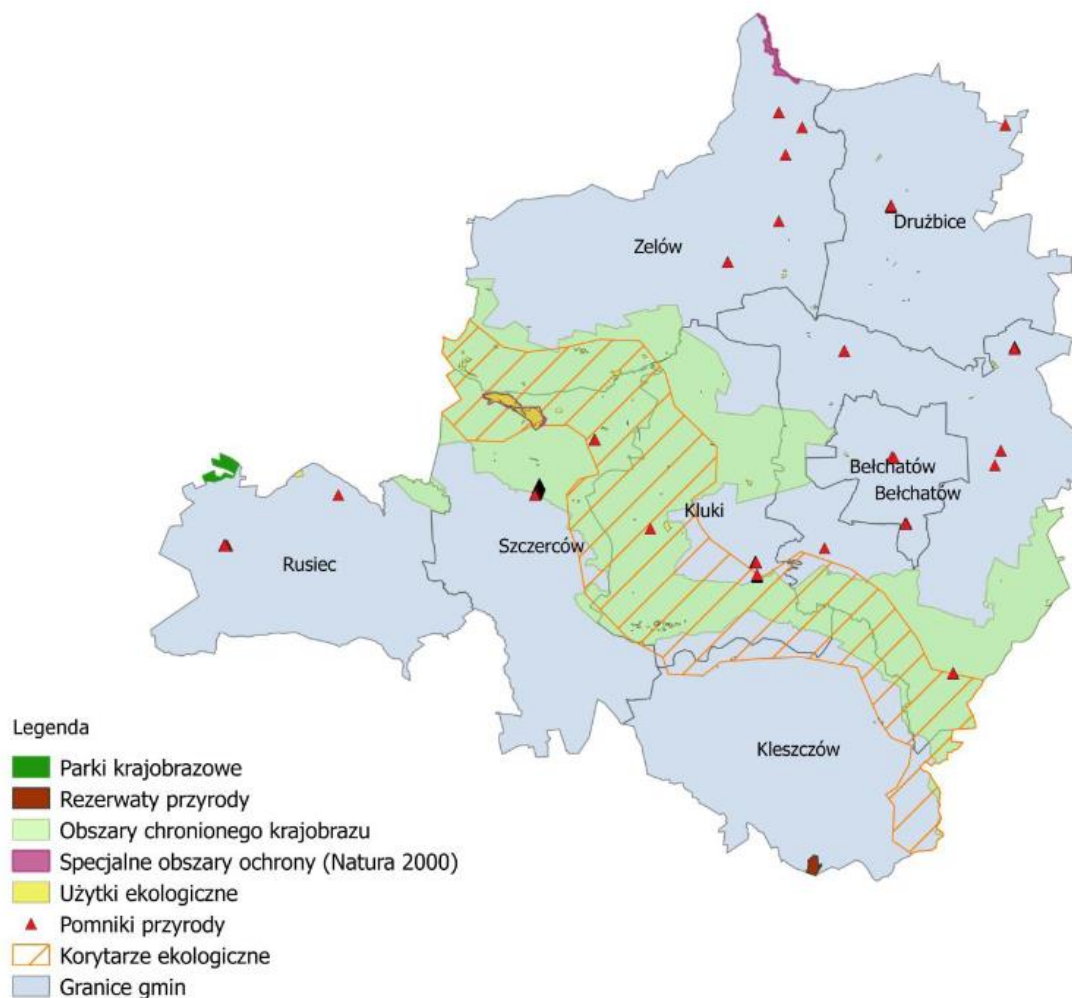 Zelów
Drużbice
Bełchatów
Bełchatów
Kluki
Szczerców
Rusiec
Kleszczów
Legenda
Parki krajobrazowe
Rezerwaty przyrody
Obszary chronionego krajobrazu
Specjalne obszary ochrony (Natura 2000)
Użytki ekologiczne
Pomniki przyrody
Korytarze ekologiczne
Granice gmin